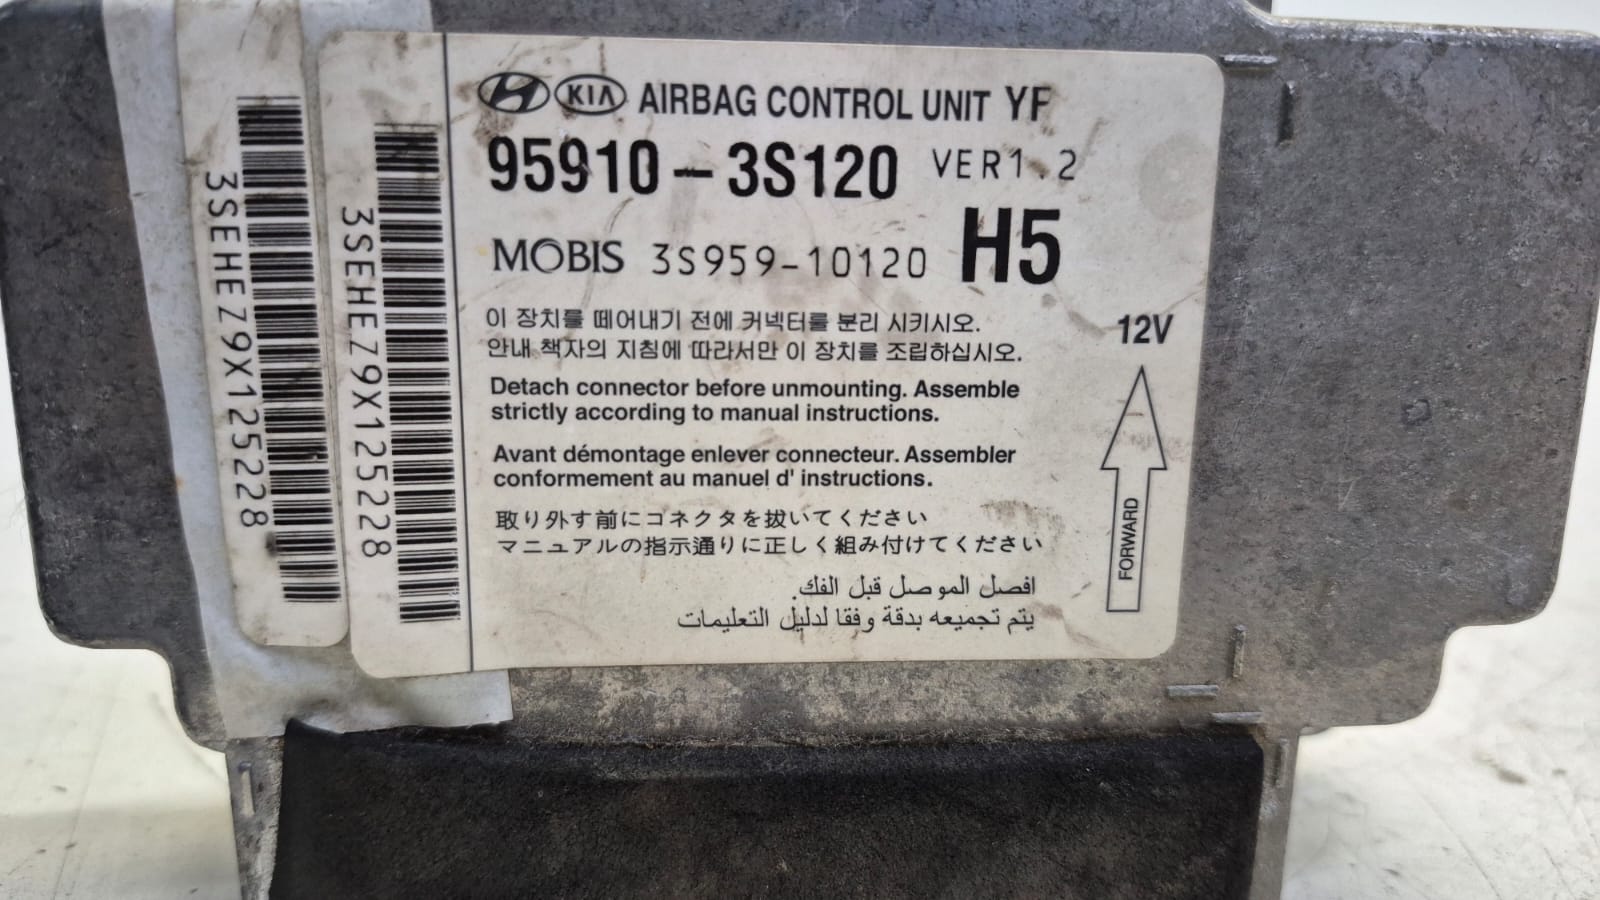 KIA AIRBAG CONTROL UNIT YF
95910-3S120 VER1.2
MOBIS 3S959-10120 H5
이 장치를 떼어내기 전에 커넥터를 분리 시키시오.
안내 책자의 지침에 따라서만 이 장치를 조립하십시오.
12V
Detach connector before unmounting. Assemble
strictly according to manual instructions.
Avant démontage enlever connecteur. Assembler
conformement au manuel d' instructions.
取り外す前にコネクタを抜いてください
マニュアルの指示通りに正しく組み付けてください
افصل الموصل قبل الفك.
يتم تجميعه بدقة وفقا لدليل التعليمات
FORWARD
3SEHEZ9X125228
3SEHEZ9X125228